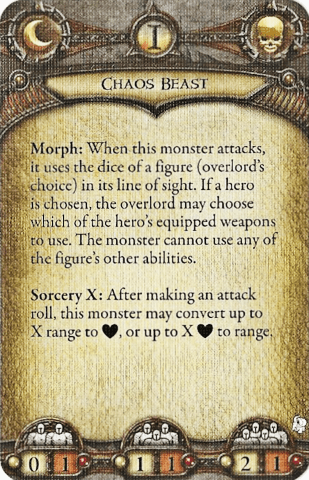 I
CHAOS BEAST
Morph: When this monster attacks,
it uses the dice of a figure (overlord's
choice) in its line of sight. If a hero
is chosen, the overlord may choose
which of the hero's equipped weapons
to use. The monster cannot use any of
the figure's other abilities.
Sorcery X: After making an attack
roll, this monster may convert up to
X range to ♥, or up to X ♥ to range.
0 1 1 1 2 1